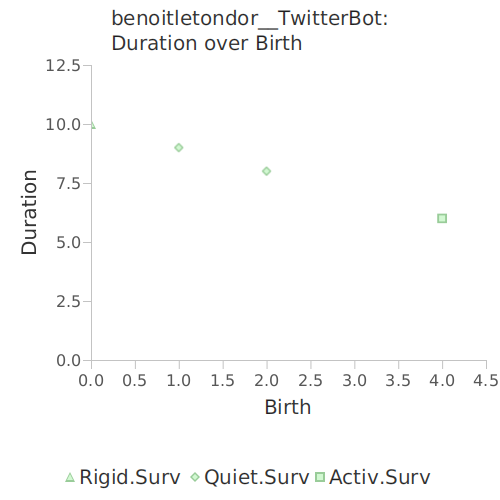 benoitletondor__TwitterBot:
Duration over Birth
12.5
10.0
7.5
5.0
2.5
0.0
Duration
0.0 0.5 1.0 1.5 2.0 2.5 3.0 3.5 4.0 4.5
Birth
Rigid.Surv Quiet.Surv Activ.Surv